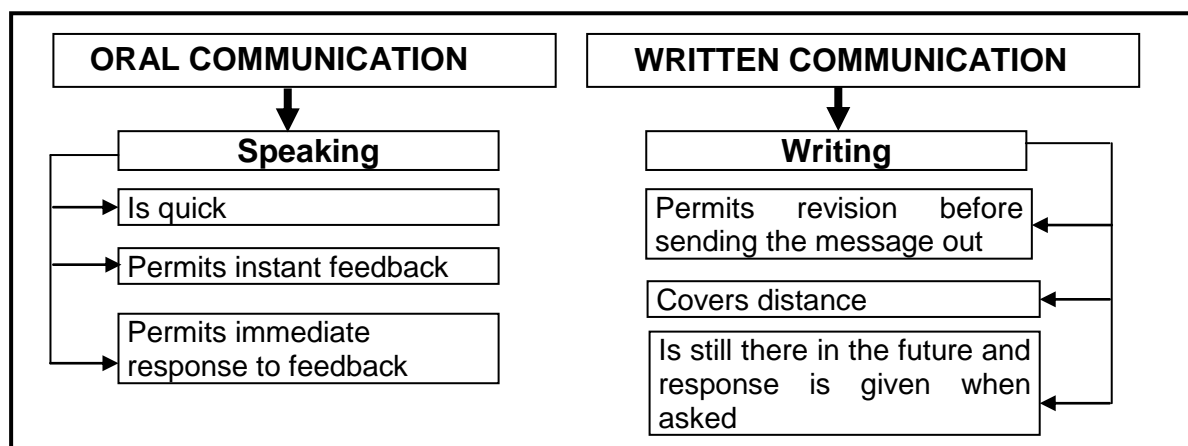 ORAL COMMUNICATION
Speaking
Is quick
Permits instant feedback
Permits immediate
response to feedback
WRITTEN COMMUNICATION
Writing
Permits revision before
sending the message out
Covers distance
Is still there in the future and
response is given when
asked